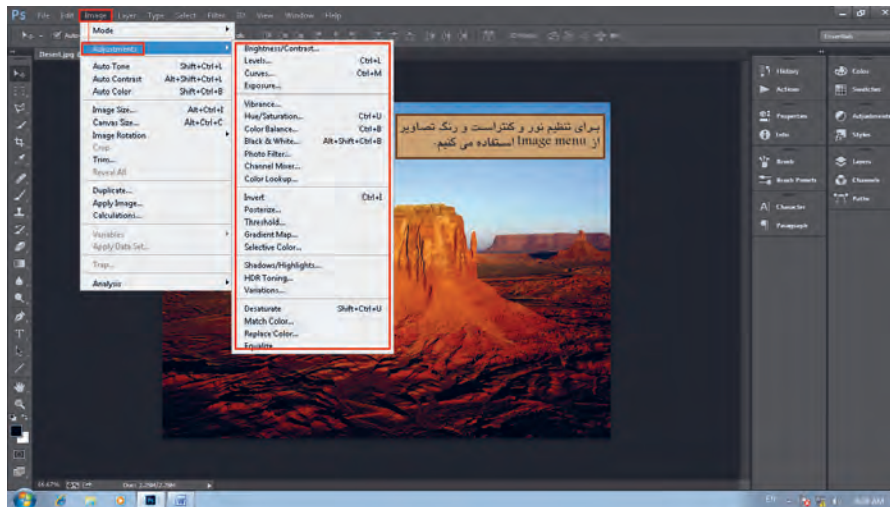 Ps File Edit Image Layer Type Select Filter 3D View Window Help
Mode
Adjustments
Auto Tone Shift+Ctrl+L
Auto Contrast Alt+Shift+Ctrl+L
Auto Color Shift+Ctrl+B
Image Size... Alt+Ctrl+I
Canvas Size... Alt+Ctrl+C
Image Rotation
Crop
Trim...
Reveal All
Duplicate...
Apply Image...
Calculations...
Variables
Apply Data Set...
Trap...
Analysis
Brightness/Contrast...
Levels... Ctrl+L
Curves... Ctrl+M
Exposure...
Vibrance...
Hue/Saturation... Ctrl+U
Color Balance... Ctrl+B
Black & White... Alt+Shift+Ctrl+B
Photo Filter...
Channel Mixer...
Color Lookup...
Invert Ctrl+I
Posterize...
Threshold...
Gradient Map...
Selective Color...
Shadows/Highlights...
HDR Toning...
Variations...
Desaturate Shift+Ctrl+U
Match Color...
Replace Color...
Equalize
برای تنظیم نور و کنتراست و رنگ تصاویر
از Image menu استفاده می کنیم.
Essentials
Desert.jpg
History
Actions
Properties
Info
Brush
Brush Presets
Character
Paragraph
Color
Swatches
Adjustments
Styles
Layers
Channels
Paths
16.67%
EN